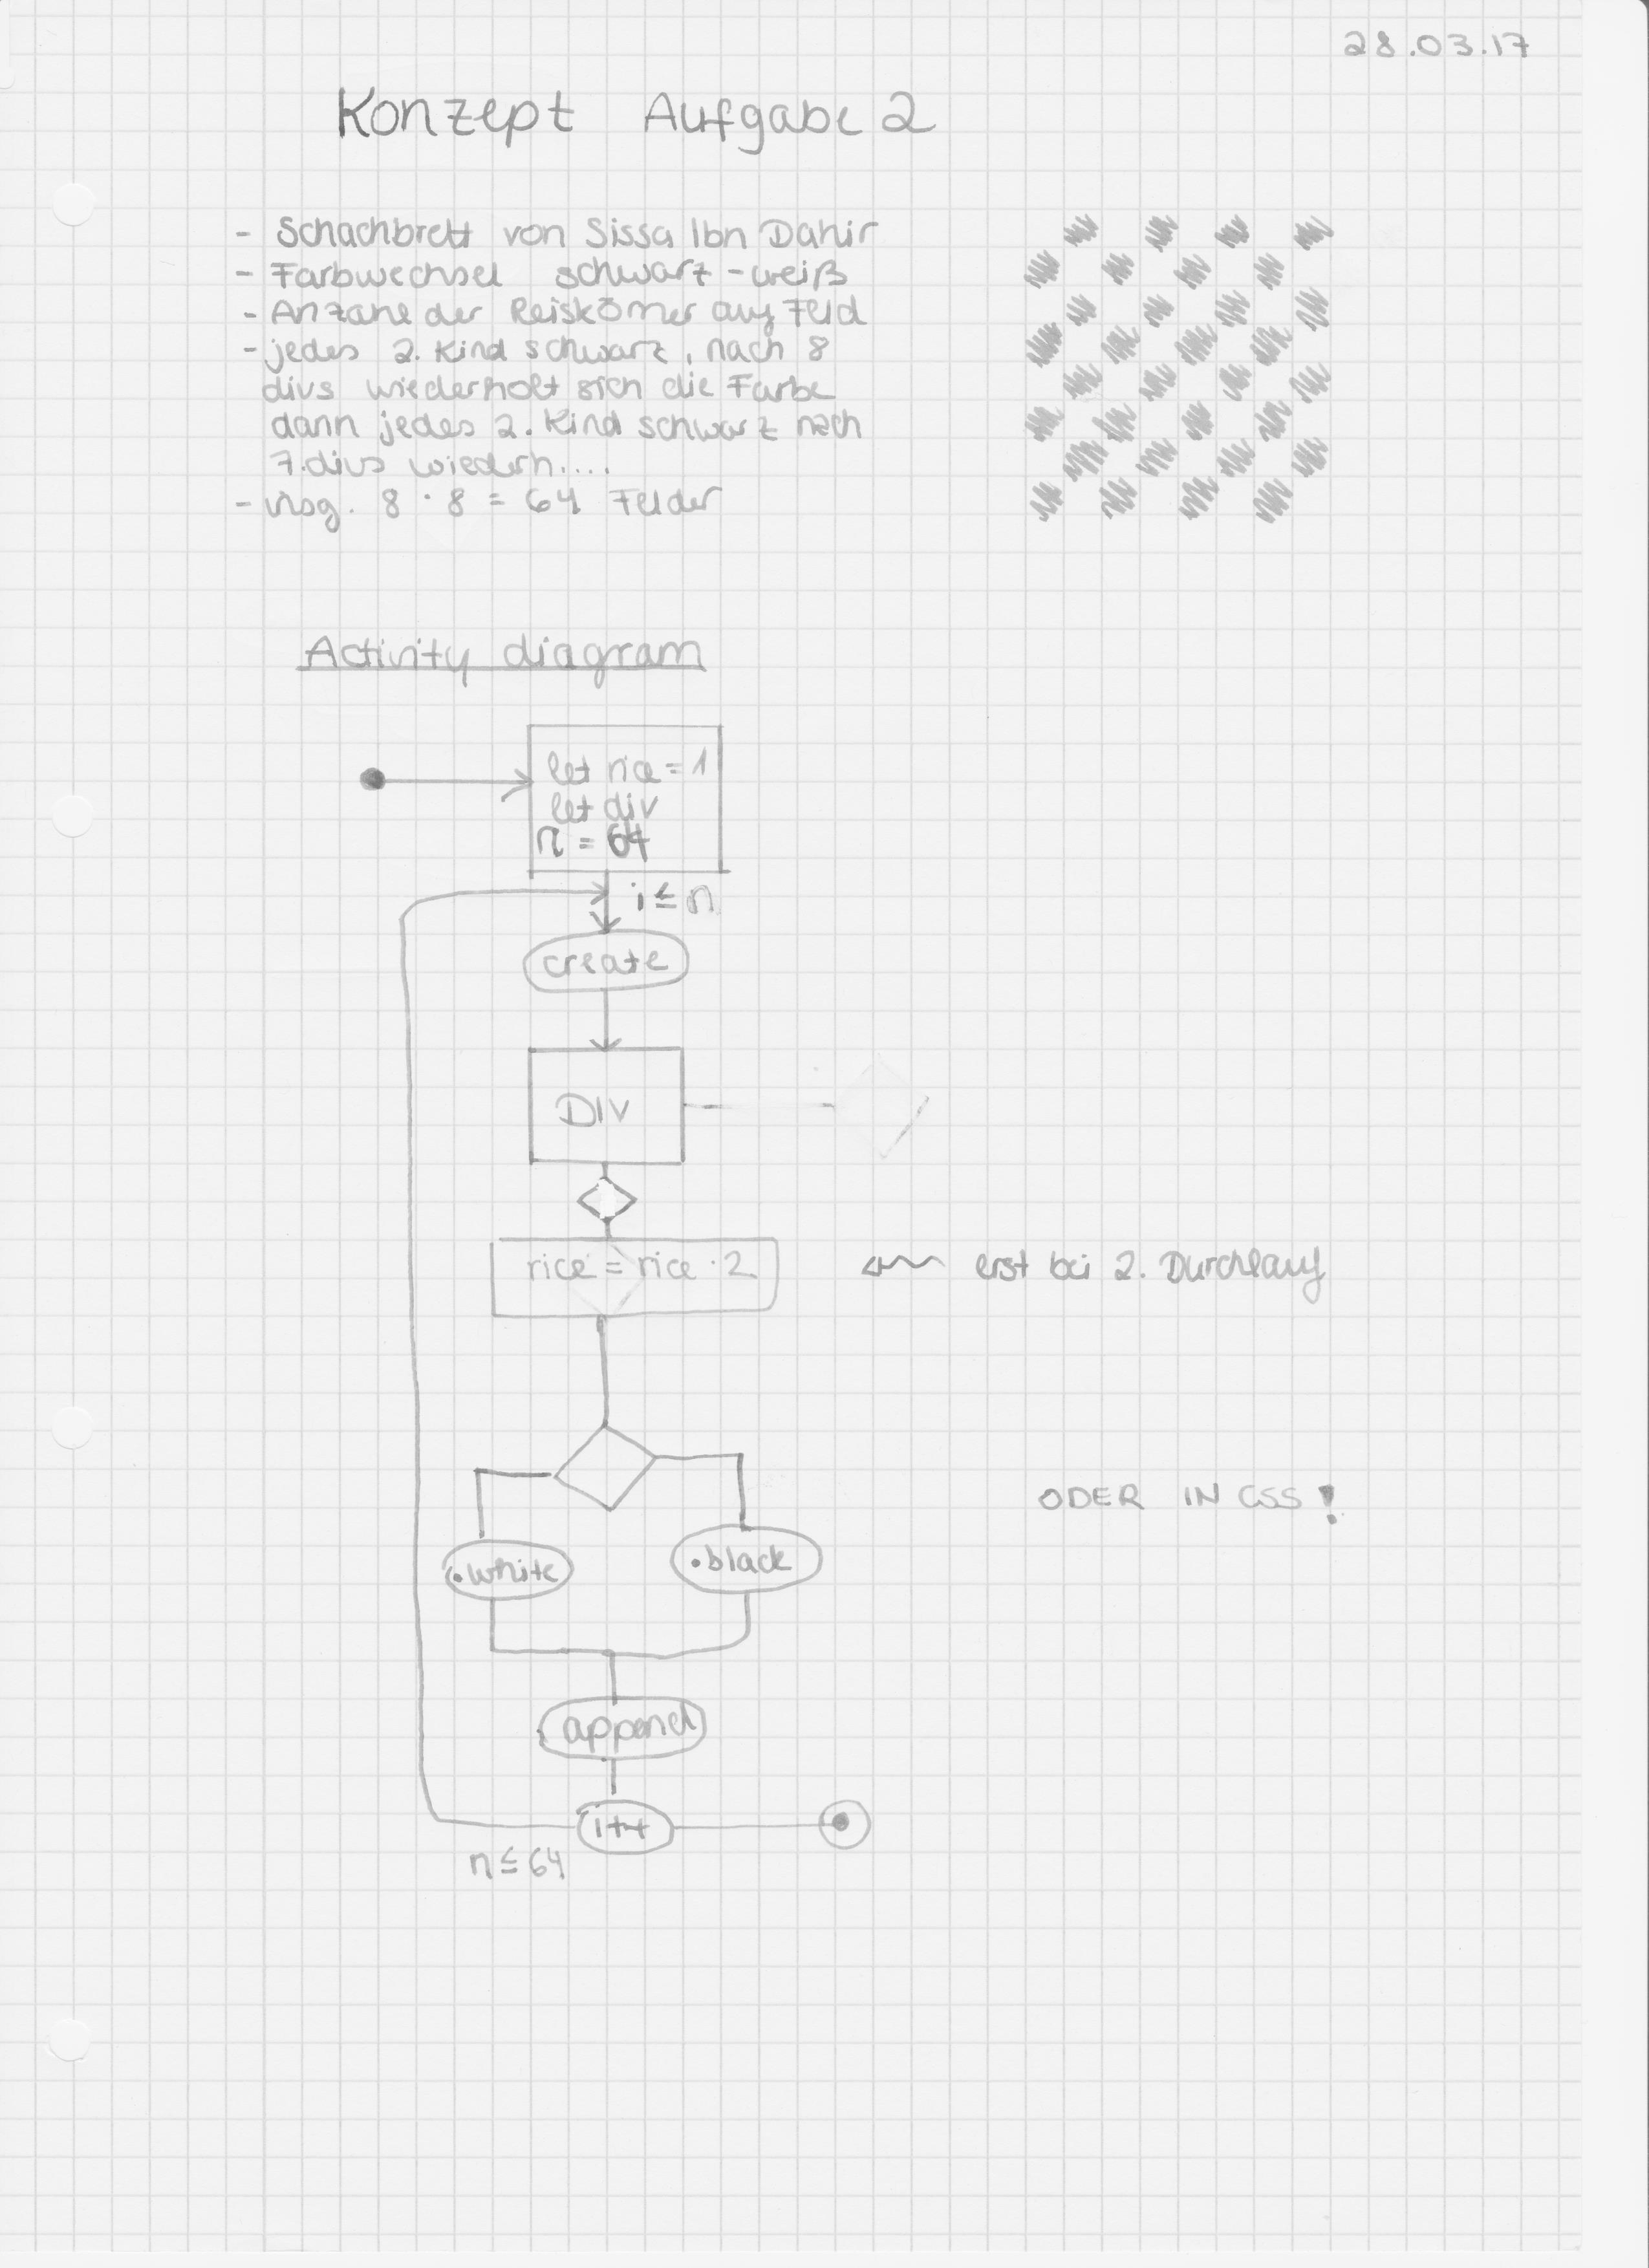 28.03.17
Konzept Aufgabe 2
- Schachbrett von Sissa Ibn Dahir
- Farbwechsel schwarz - weiß
- Anzahl der Reiskörner auf Feld
- jedes 2. Kind schwarz, nach 8
divs wiederholt sich die Farbe
dann jedes 2. Kind schwarz nach
7. divs wiederh....
- insg. 8 · 8 = 64 Felder
Activity diagram
let rice = 1
let div
n = 64
i ≤ n
create
DIV
rice = rice · 2
erst bei 2. Durchlauf
ODER IN CSS!
.white
.black
append
i++
n ≤ 64